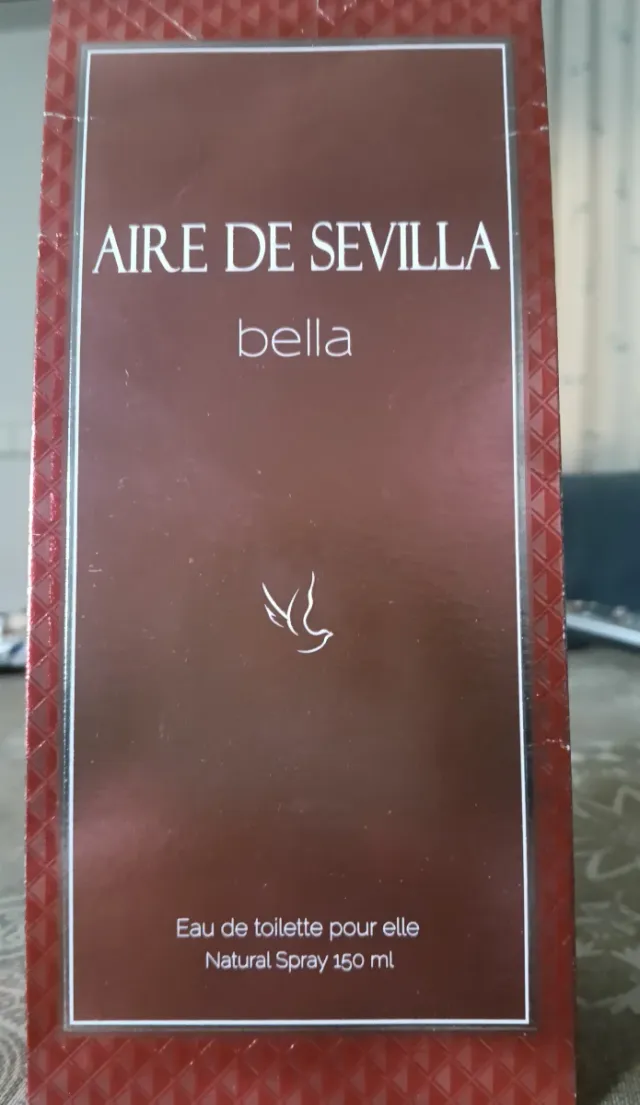 AIRE DE SEVILLA
bella
Eau de toilette pour elle
Natural Spray 150 ml